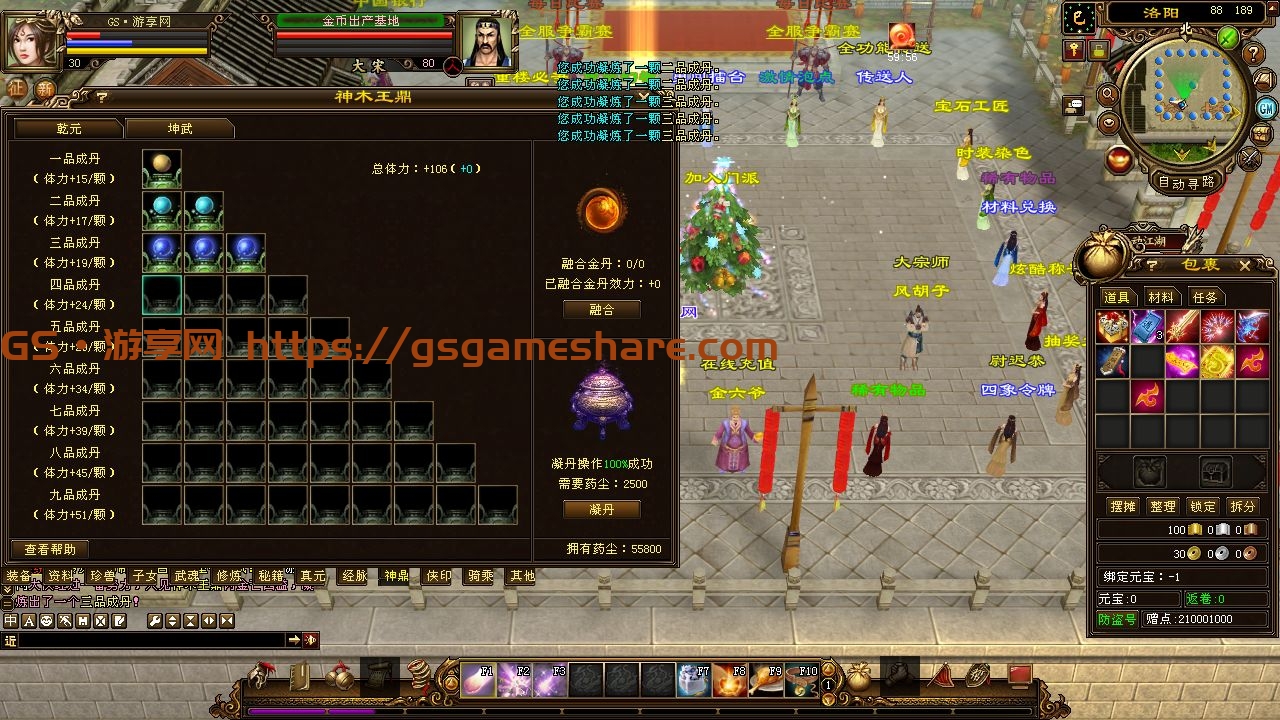 GS·游享网
金币出产基地
30
大宋
80
征
新
神木王鼎
乾元
坤武
一品成丹
(体力+15/颗)
二品成丹
(体力+17/颗)
三品成丹
(体力+19/颗)
四品成丹
(体力+24/颗)
五品成丹
六品成丹
(体力+34/颗)
七品成丹
(体力+39/颗)
八品成丹
(体力+45/颗)
九品成丹
(体力+51/颗)
查看帮助
总体力:+106(+0)
融合金丹:0/0
已融合金丹效力:+0
融合
凝丹操作100%成功
需要药尘:2500
凝丹
拥有药尘:55800
GS·游享网 https://gsgameshare.com
您成功凝炼了一颗二品成丹。
您成功凝炼了一颗二品成丹。
您成功凝炼了一颗三品成丹。
您成功凝炼了一颗三品成丹。
您成功凝炼了一颗三品成丹。
全服争霸赛
全服争霸赛
59:56
激情泡点
传送人
宝石工匠
时装染色
稀有物品
材料兑换
加入门派
大宗师
风胡子
在线充值
金六爷
稀有物品
尉迟恭
四象令牌
洛阳
88 189
北
GM
自动寻路
包裹
道具
材料
任务
3
摆摊
整理
锁定
拆分
100 0 0
30 0 0
绑定元宝:-1
元宝:0
返卷:0
防盗号
赠点:210001000
装备
资料
珍兽
子女
武魂
修炼
秘籍
真元
经脉
神鼎
侠印
骑乘
其他
炼出了一个三品成丹!
近
F1
F2
F3
F7
F8
F9
F10
1